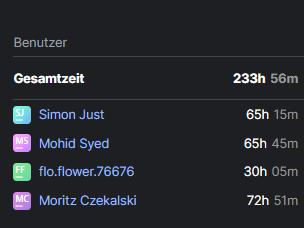 Benutzer
Gesamtzeit 233h 56m
SJ Simon Just 65h 15m
MS Mohid Syed 65h 45m
FF flo.flower.76676 30h 05m
MC Moritz Czekalski 72h 51m